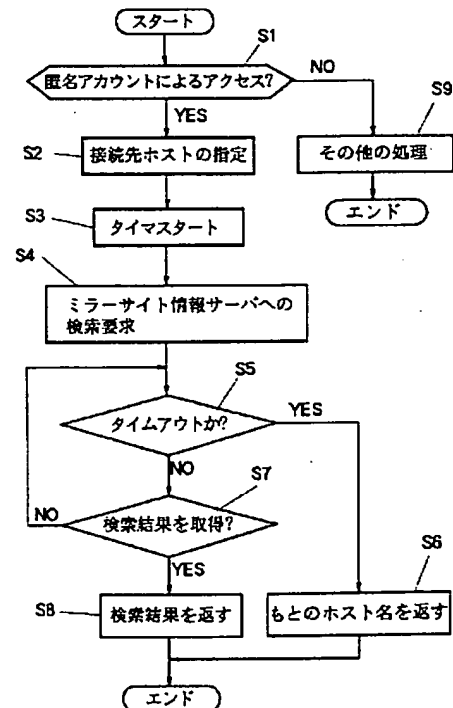 スタート
S1
匿名アカウントによるアクセス?
NO
YES
S9
S2
接続先ホストの指定
その他の処理
S3
タイマスタート
エンド
S4
ミラーサイト情報サーバへの
検索要求
S5
タイムアウトか?
YES
NO
S7
検索結果を取得?
NO
YES
S6
S8
検索結果を返す
もとのホスト名を返す
エンド